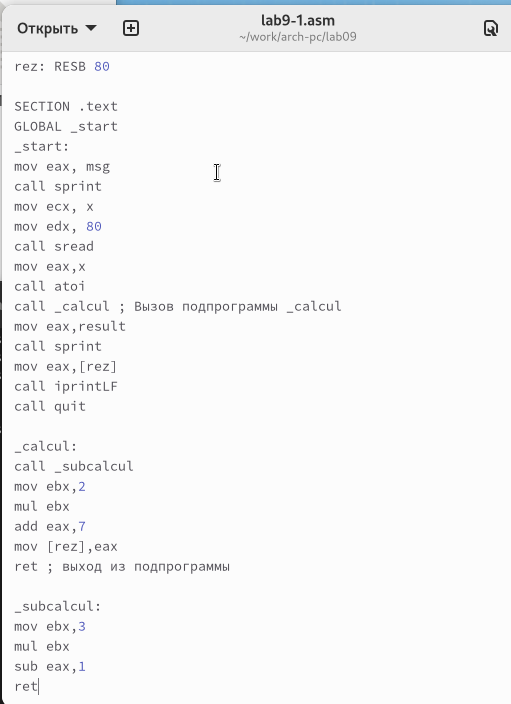 Открыть
lab9-1.asm
~/work/arch-pc/lab09
rez: RESB 80
SECTION .text
GLOBAL _start
_start:
mov eax, msg
call sprint
mov ecx, x
mov edx, 80
call sread
mov eax,x
call atoi
call _calcul ; Вызов подпрограммы _calcul
mov eax,result
call sprint
mov eax,[rez]
call iprintLF
call quit
_calcul:
call _subcalcul
mov ebx,2
mul ebx
add eax,7
mov [rez],eax
ret ; выход из подпрограммы
_subcalcul:
mov ebx,3
mul ebx
sub eax,1
ret